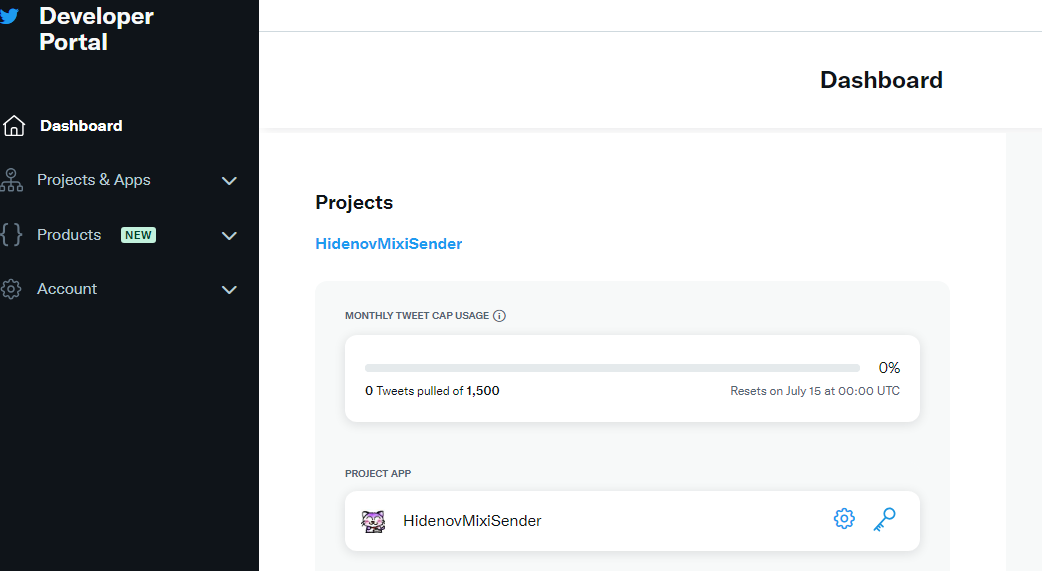 Developer
Portal
Dashboard
Projects & Apps
Products NEW
Account
Dashboard
Projects
HidenovMixiSender
MONTHLY TWEET CAP USAGE
0%
0 Tweets pulled of 1,500
Resets on July 15 at 00:00 UTC
PROJECT APP
HidenovMixiSender